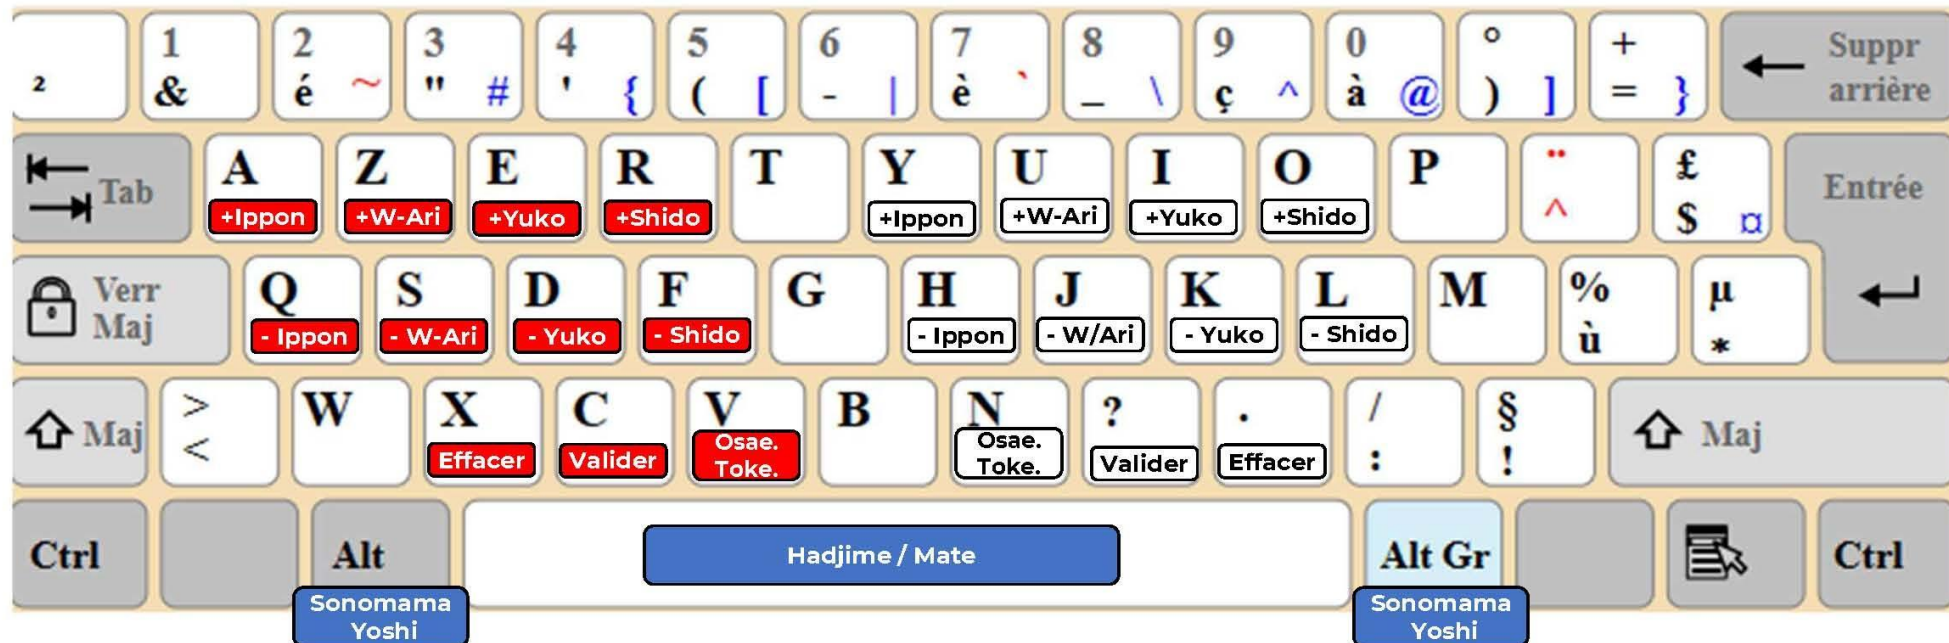 1 2 3 4 5 6 7 8 9 0 ° +
² & é ~ " # ' { ( [ - | è ` _ \ ç ^ à @ ) ] = }
Suppr
arrière
Tab A Z E R T Y U I O P ¨ £ Entrée
+Ippon +W-Ari +Yuko +Shido +Ippon +W-Ari +Yuko +Shido ^ $ ¤
Verr
Maj
Q S D F G H J K L M % µ
- Ippon - W-Ari - Yuko - Shido - Ippon - W/Ari - Yuko - Shido ù *
Maj > W X C V B N ? . / § Maj
< Effacer Valider Osae. Toke. Osae. Toke. Valider Effacer : !
Ctrl Alt Hadjime / Mate Alt Gr Ctrl
Sonomama Sonomama
Yoshi Yoshi